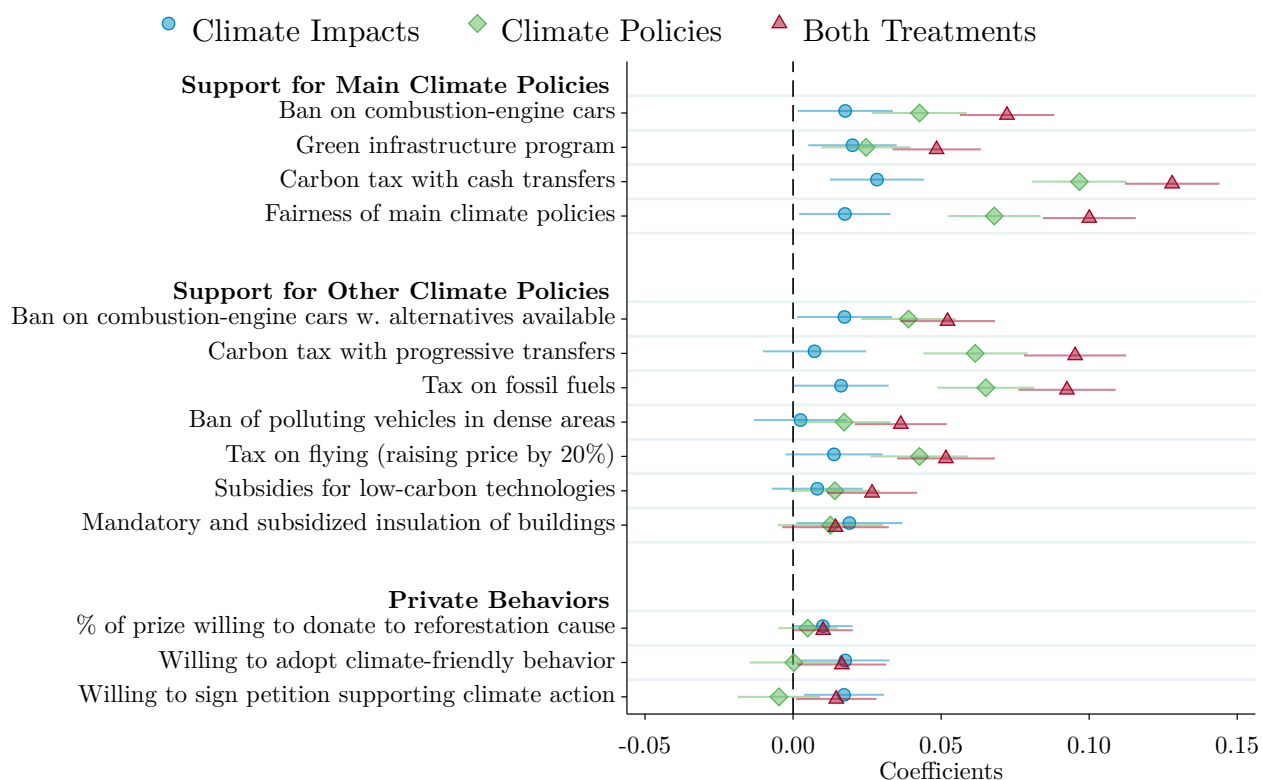 Climate Impacts Climate Policies Both Treatments
Support for Main Climate Policies
Ban on combustion-engine cars
Green infrastructure program
Carbon tax with cash transfers
Fairness of main climate policies
Support for Other Climate Policies
Ban on combustion-engine cars w. alternatives available
Carbon tax with progressive transfers
Tax on fossil fuels
Ban of polluting vehicles in dense areas
Tax on flying (raising price by 20%)
Subsidies for low-carbon technologies
Mandatory and subsidized insulation of buildings
Private Behaviors
% of prize willing to donate to reforestation cause
Willing to adopt climate-friendly behavior
Willing to sign petition supporting climate action
-0.05 0.00 0.05 0.10 0.15
Coefficients